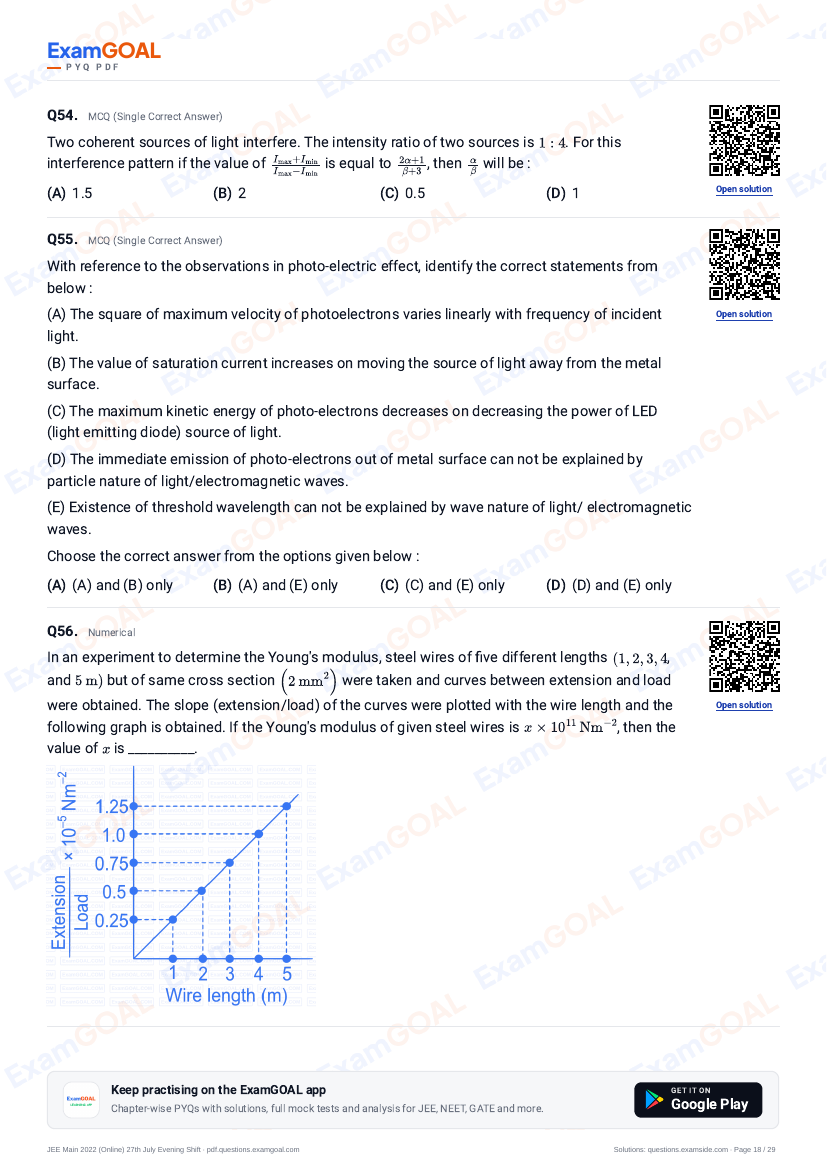 ExamGOAL
PYQ PDF
Q54. MCQ (Single Correct Answer)
Two coherent sources of light interfere. The intensity ratio of two sources is 1 : 4. For this
interference pattern if the value of (I_max + I_min)/(I_max − I_min) is equal to (2α+1)/(β+3), then α/β will be :
(A) 1.5 (B) 2 (C) 0.5 (D) 1
Open solution
Q55. MCQ (Single Correct Answer)
With reference to the observations in photo-electric effect, identify the correct statements from
below :
(A) The square of maximum velocity of photoelectrons varies linearly with frequency of incident
light.
(B) The value of saturation current increases on moving the source of light away from the metal
surface.
(C) The maximum kinetic energy of photo-electrons decreases on decreasing the power of LED
(light emitting diode) source of light.
(D) The immediate emission of photo-electrons out of metal surface can not be explained by
particle nature of light/electromagnetic waves.
(E) Existence of threshold wavelength can not be explained by wave nature of light/ electromagnetic
waves.
Choose the correct answer from the options given below :
(A) (A) and (B) only (B) (A) and (E) only (C) (C) and (E) only (D) (D) and (E) only
Open solution
Q56. Numerical
In an experiment to determine the Young's modulus, steel wires of five different lengths (1, 2, 3, 4,
and 5 m) but of same cross section (2 mm²) were taken and curves between extension and load
were obtained. The slope (extension/load) of the curves were plotted with the wire length and the
following graph is obtained. If the Young's modulus of given steel wires is x × 10¹¹ Nm⁻², then the
value of x is __________.
Open solution
Extension/Load × 10⁻⁵ Nm⁻²
1.25
1.0
0.75
0.5
0.25
1 2 3 4 5
Wire length (m)
ExamGOAL
Keep practising on the ExamGOAL app
Chapter-wise PYQs with solutions, full mock tests and analysis for JEE, NEET, GATE and more.
GET IT ON
Google Play
JEE Main 2022 (Online) 27th July Evening Shift · pdf.questions.examgoal.com
Solutions: questions.examside.com · Page 18 / 29